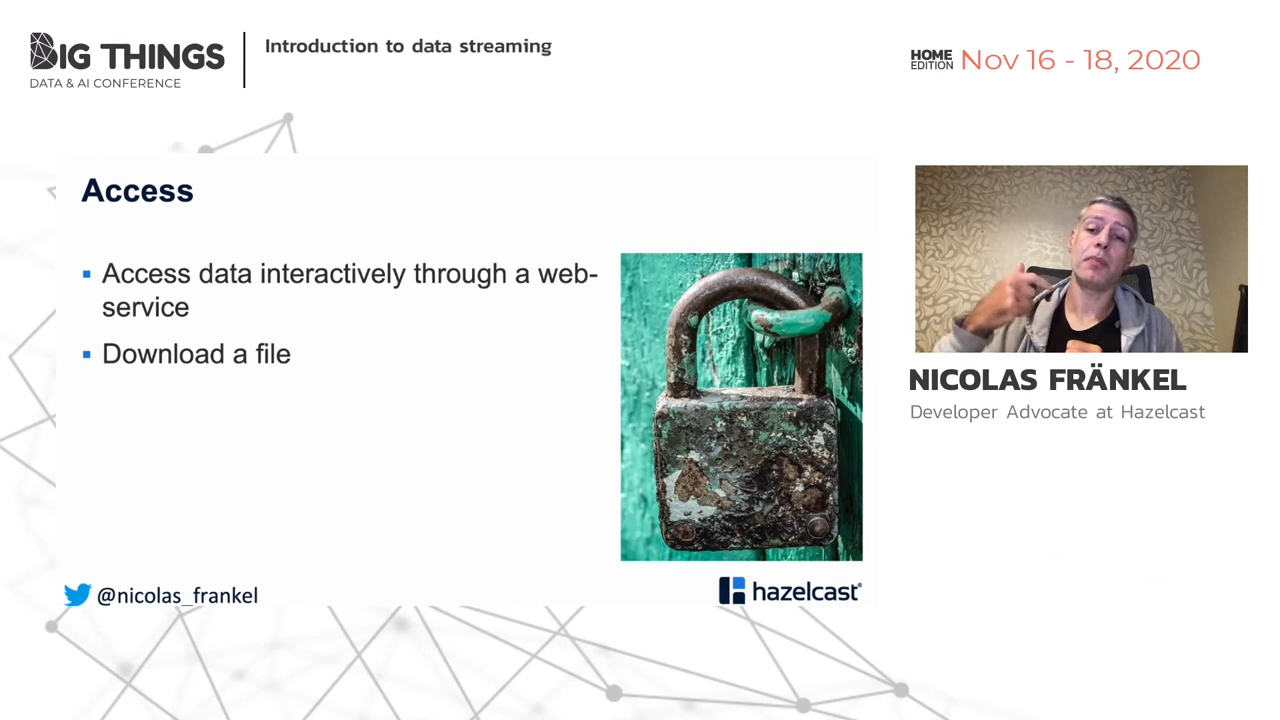 BIG THINGS
DATA & AI CONFERENCE
Introduction to data streaming
HOME
EDITION
Nov 16 - 18, 2020
Access
Access data interactively through a web-
service
Download a file
@nicolas_frankel
hazelcast
NICOLAS FRÄNKEL
Developer Advocate at Hazelcast